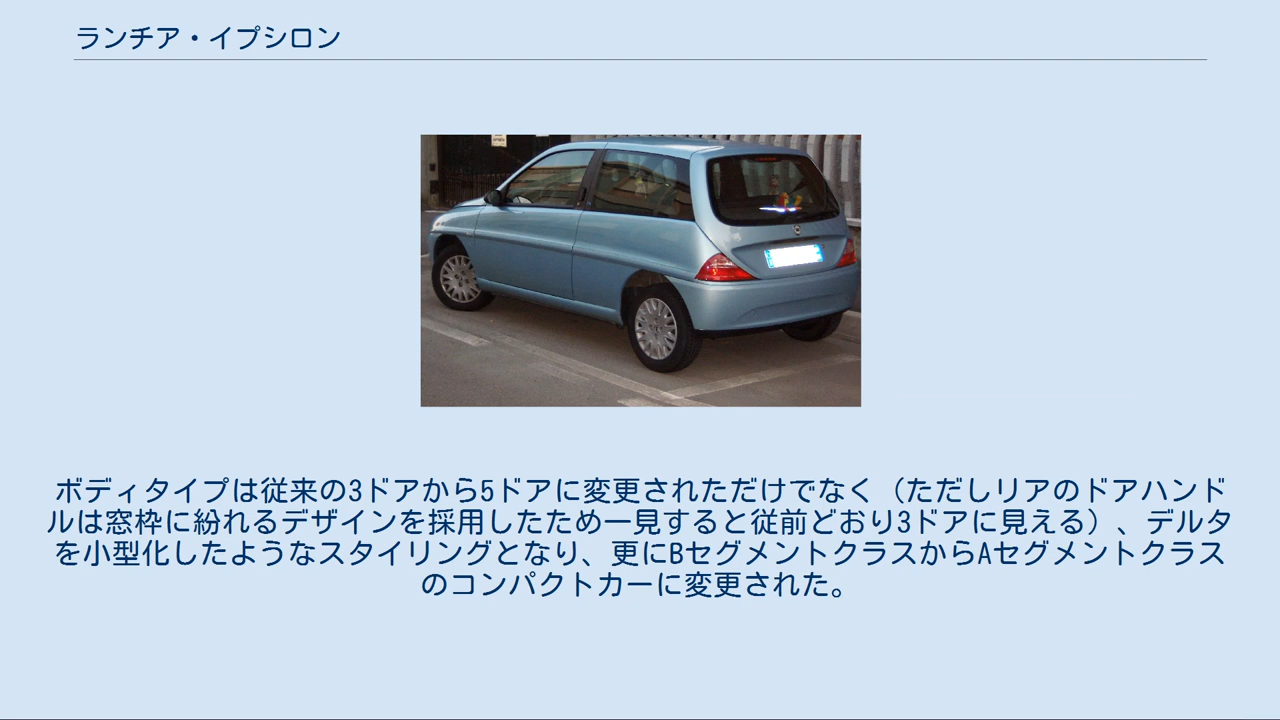 ランチア・イプシロン
ボディタイプは従来の3ドアから5ドアに変更されただけでなく（ただしリアのドアハンド
ルは窓枠に紛れるデザインを採用したため一見すると従前どおり3ドアに見える）、デルタ
を小型化したようなスタイリングとなり、更にBセグメントクラスからAセグメントクラス
のコンパクトカーに変更された。